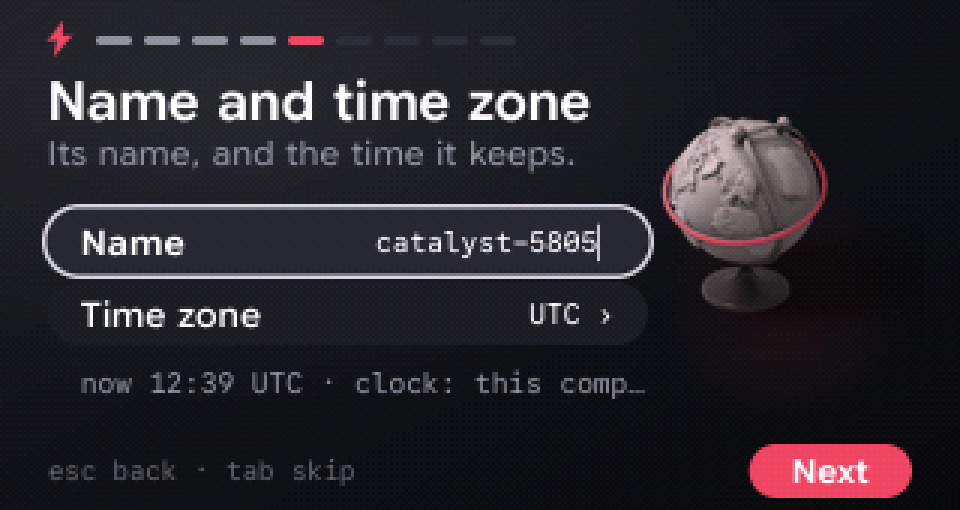 Name and time zone
Its name, and the time it keeps.
Name catalyst-5805
Time zone UTC ›
now 12:39 UTC · clock: this comp…
esc back · tab skip
Next